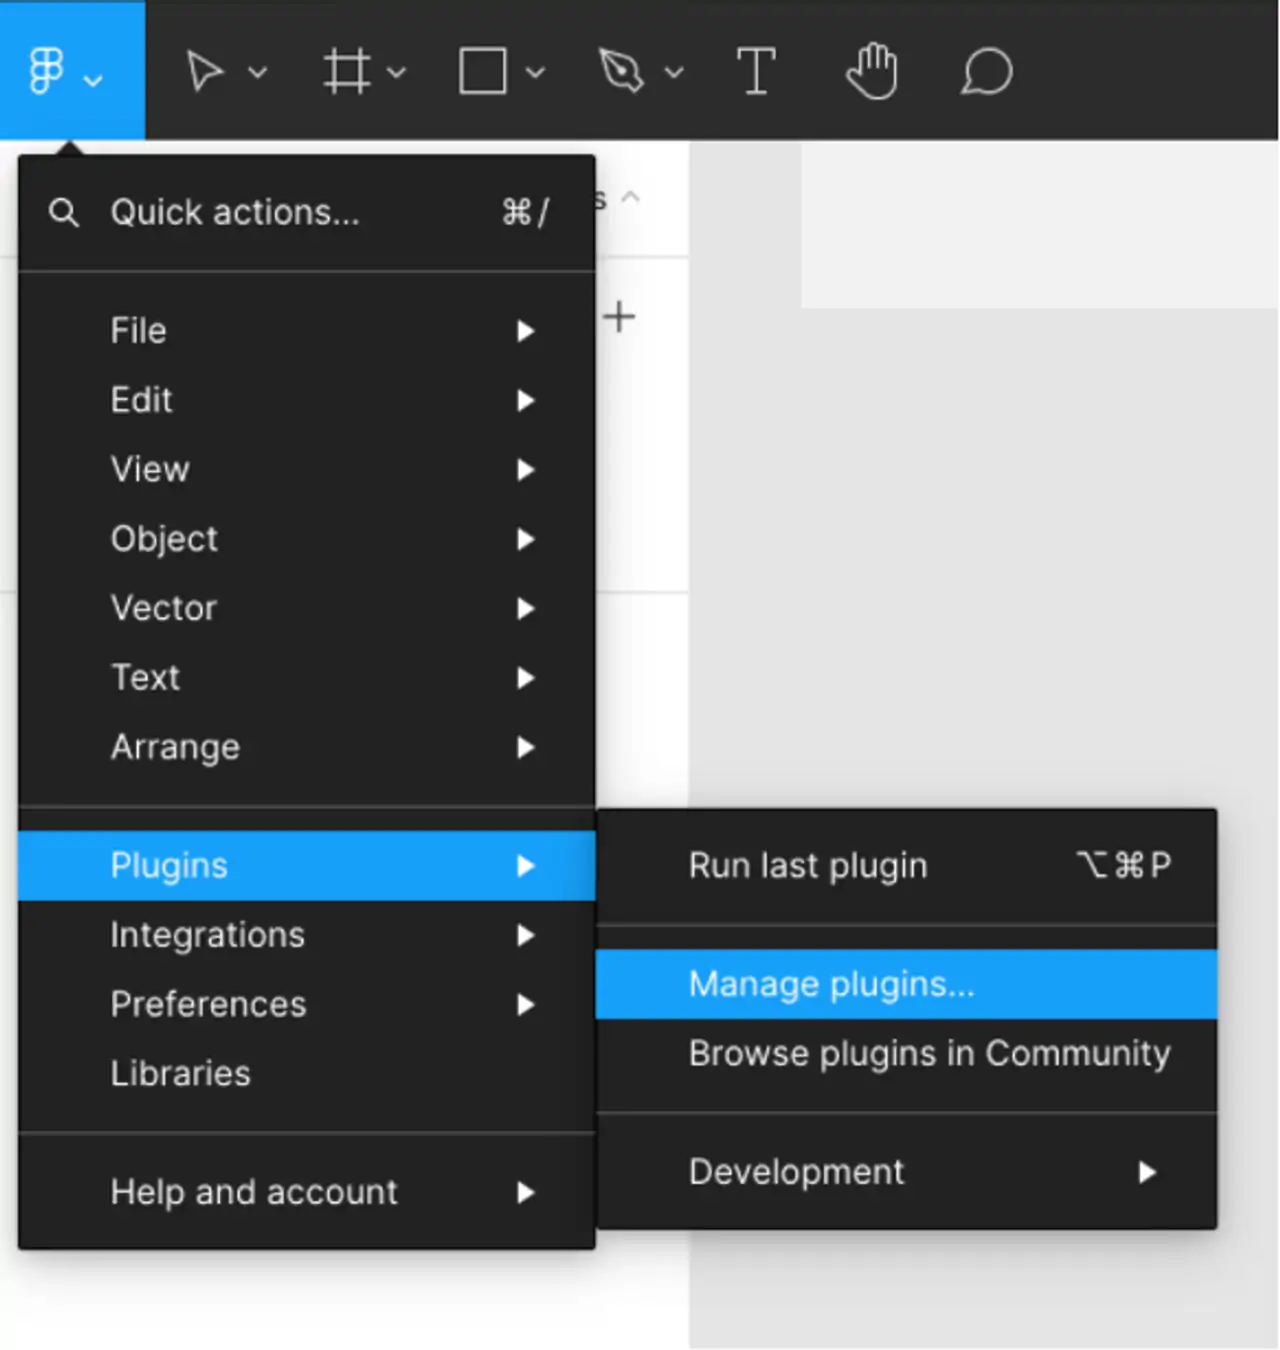 Quick actions... ⌘/
s
File
Edit
View
Object
Vector
Text
Arrange
Plugins
Integrations
Preferences
Libraries
Help and account
Run last plugin ⌥⌘P
Manage plugins...
Browse plugins in Community
Development